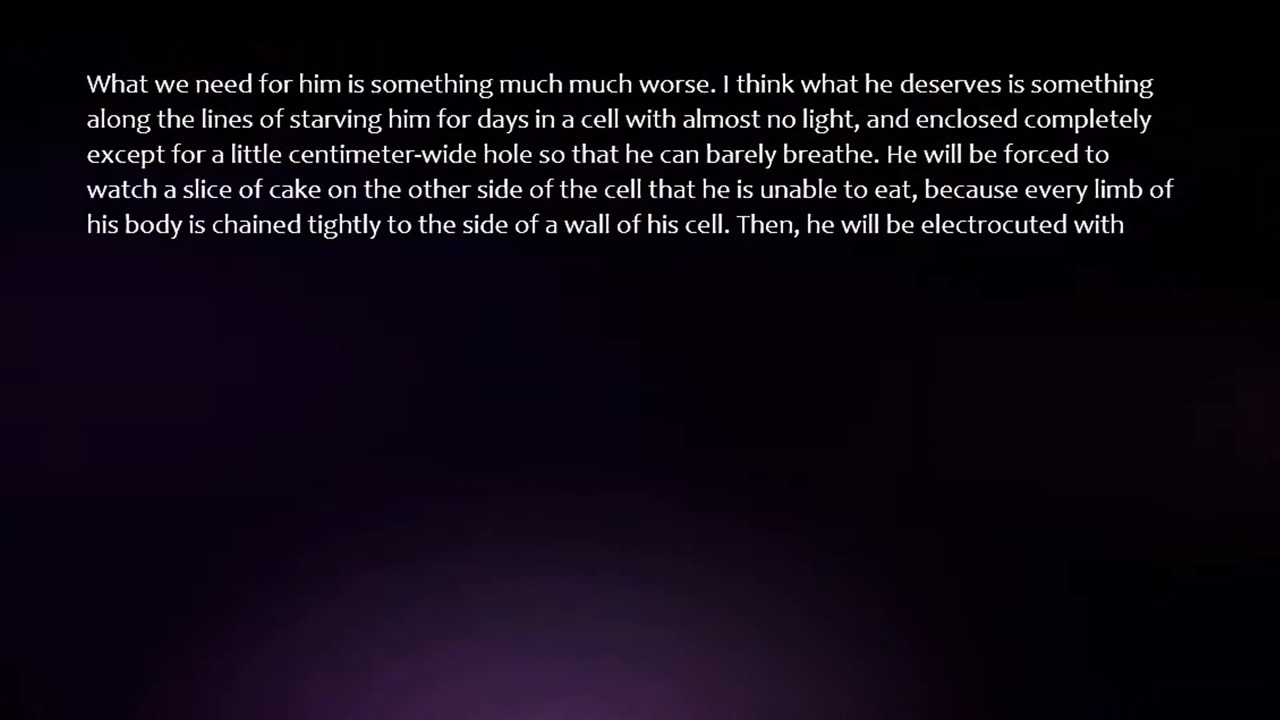 What we need for him is something much much worse. I think what he deserves is something
along the lines of starving him for days in a cell with almost no light, and enclosed completely
except for a little centimeter-wide hole so that he can barely breathe. He will be forced to
watch a slice of cake on the other side of the cell that he is unable to eat, because every limb of
his body is chained tightly to the side of a wall of his cell. Then, he will be electrocuted with